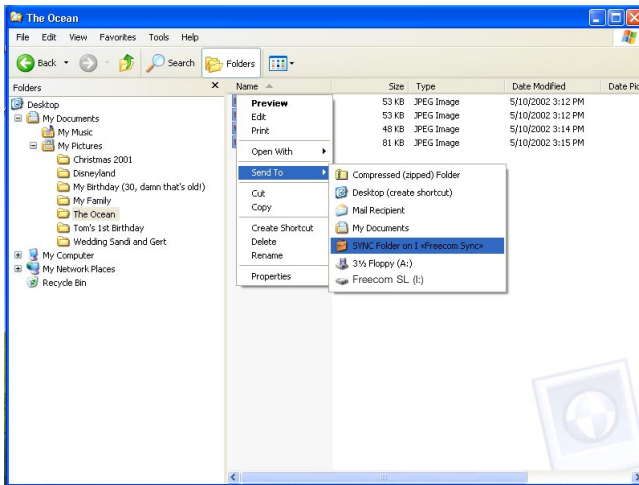 The Ocean
File Edit View Favorites Tools Help
Back Search Folders
Folders X Name Size Type Date Modified Date Pic
Desktop
My Documents
My Music
My Pictures
Christmas 2001
Disneyland
My Birthday (30, damn that's old!)
My Family
The Ocean
Tom's 1st Birthday
Wedding Sandi and Gert
My Computer
My Network Places
Recycle Bin
53 KB JPEG Image 5/10/2002 3:12 PM
53 KB JPEG Image 5/10/2002 3:12 PM
48 KB JPEG Image 5/10/2002 3:14 PM
81 KB JPEG Image 5/10/2002 3:15 PM
Preview
Edit
Print
Open With
Send To
Cut
Copy
Create Shortcut
Delete
Rename
Properties
Compressed (zipped) Folder
Desktop (create shortcut)
Mail Recipient
My Documents
SYNC Folder on I «Freecom Sync»
3½ Floppy (A:)
Freecom SL (I:)